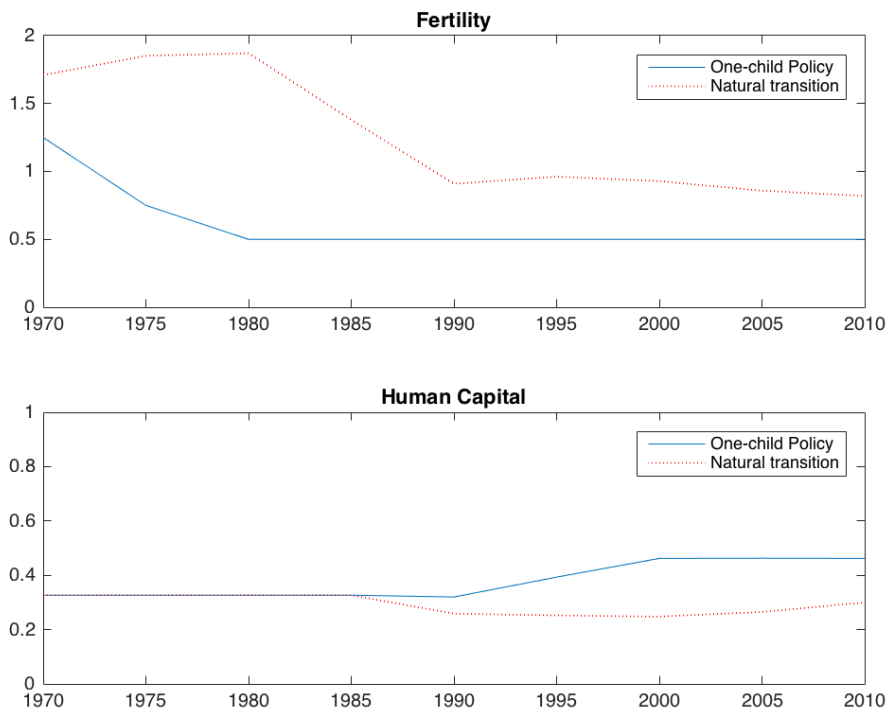 Fertility
2
One-child Policy
Natural transition
1.5
1
0.5
0
1970 1975 1980 1985 1990 1995 2000 2005 2010
Human Capital
1
One-child Policy
Natural transition
0.8
0.6
0.4
0.2
0
1970 1975 1980 1985 1990 1995 2000 2005 2010